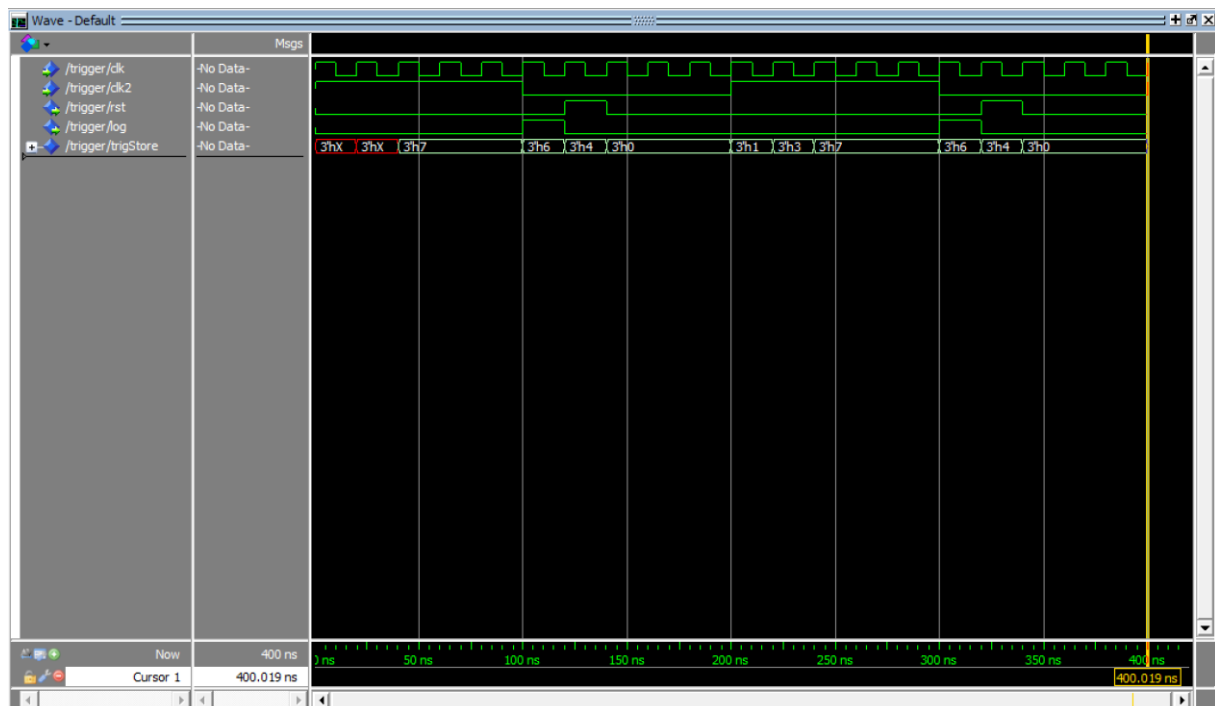 Wave - Default
Msgs
/trigger/clk -No Data-
/trigger/clk2 -No Data-
/trigger/rst -No Data-
/trigger/log -No Data-
/trigger/trigStore -No Data- 3'hX 3'hX 3'h7 3'h6 3'h4 3'h0 3'h1 3'h3 3'h7 3'h6 3'h4 3'h0
Now 400 ns
Cursor 1 400.019 ns
ns 50 ns 100 ns 150 ns 200 ns 250 ns 300 ns 350 ns 400 ns
400.019 ns